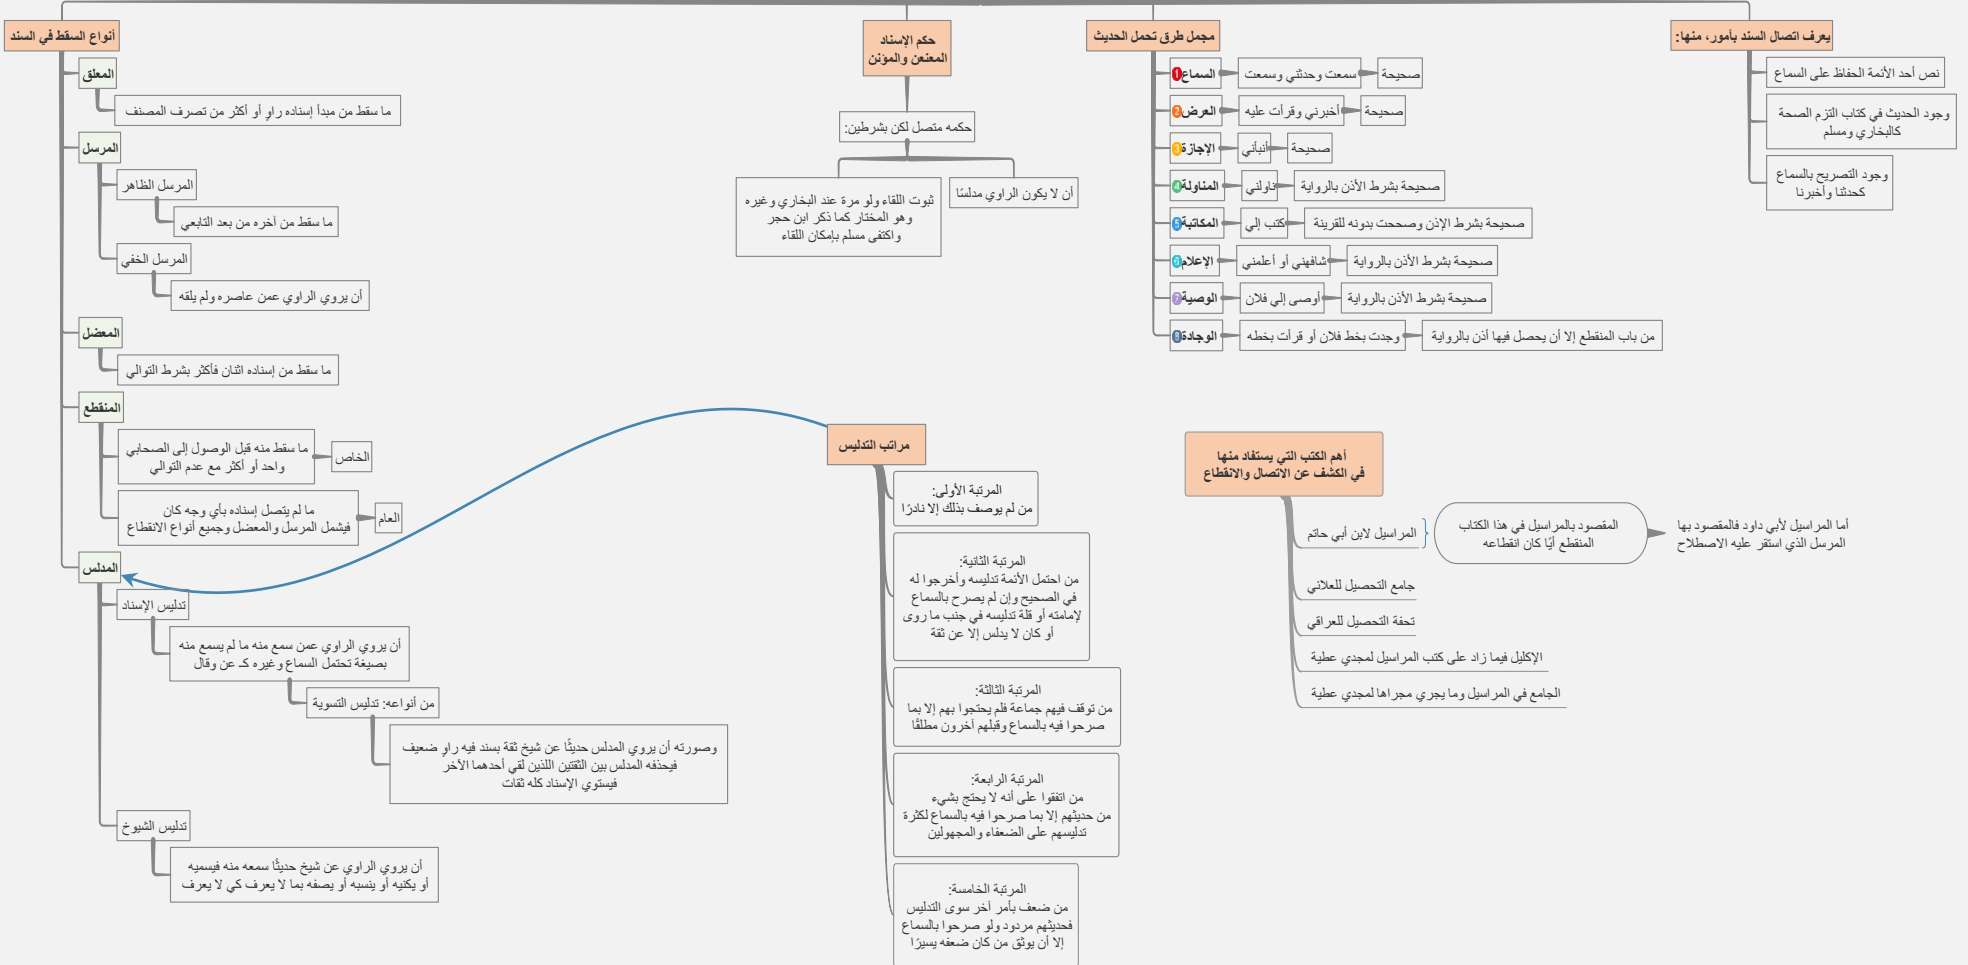 يعرف اتصال السند بأمور، منها:
نص أحد الأئمة الحفاظ على السماع
وجود الحديث في كتاب التزم الصحة
كالبخاري ومسلم
وجود التصريح بالسماع
كحدثنا وأخبرنا
مجمل طرق تحمل الحديث
1 السماع
سمعت وحدثني وسمعت
صحيحة
2 العرض
أخبرني وقرأت عليه
صحيحة
3 الإجازة
أنبأني
صحيحة
4 المناولة
ناولني
صحيحة بشرط الأذن بالرواية
5 المكاتبة
كتب إلي
صحيحة بشرط الإذن وصححت بدونه للقرينة
6 الإعلام
شافهني أو أعلمني
صحيحة بشرط الأذن بالرواية
7 الوصية
أوصى إلي فلان
صحيحة بشرط الأذن بالرواية
8 الوجادة
وجدت بخط فلان أو قرأت بخطه
من باب المنقطع إلا أن يحصل فيها أذن بالرواية
حكم الإسناد
المعنعن والمؤنن
حكمه متصل لكن بشرطين:
أن لا يكون الراوي مدلسًا
ثبوت اللقاء ولو مرة عند البخاري وغيره
وهو المختار كما ذكر ابن حجر
واكتفى مسلم بإمكان اللقاء
أنواع السقط في السند
المعلق
ما سقط من مبدأ إسناده راوٍ أو أكثر من تصرف المصنف
المرسل
المرسل الظاهر
ما سقط من آخره من بعد التابعي
المرسل الخفي
أن يروي الراوي عمن عاصره ولم يلقه
المعضل
ما سقط من إسناده اثنان فأكثر بشرط التوالي
المنقطع
الخاص
ما سقط منه قبل الوصول إلى الصحابي
واحد أو أكثر مع عدم التوالي
العام
ما لم يتصل إسناده بأي وجه كان
فيشمل المرسل والمعضل وجميع أنواع الانقطاع
المدلس
تدليس الإسناد
أن يروي الراوي عمن سمع منه ما لم يسمع منه
بصيغة تحتمل السماع وغيره كـ عن وقال
من أنواعه: تدليس التسوية
وصورته أن يروي المدلس حديثًا عن شيخ ثقة بسند فيه راوٍ ضعيف
فيحذفه المدلس بين الثقتين اللذين لقي أحدهما الآخر
فيستوي الإسناد كله ثقات
تدليس الشيوخ
أن يروي الراوي عن شيخ حديثًا سمعه منه فيسميه
أو يكنيه أو ينسبه أو يصفه بما لا يعرف كي لا يعرف
أهم الكتب التي يستفاد منها
في الكشف عن الاتصال والانقطاع
المراسيل لابن أبي حاتم
المقصود بالمراسيل في هذا الكتاب
المنقطع أيًا كان انقطاعه
أما المراسيل لأبي داود فالمقصود بها
المرسل الذي استقر عليه الاصطلاح
جامع التحصيل للعلائي
تحفة التحصيل للعراقي
الإكليل فيما زاد على كتب المراسيل لمجدي عطية
الجامع في المراسيل وما يجري مجراها لمجدي عطية
مراتب التدليس
المرتبة الأولى:
من لم يوصف بذلك إلا نادرًا
المرتبة الثانية:
من احتمل الأئمة تدليسه وأخرجوا له
في الصحيح وإن لم يصرح بالسماع
لإمامته أو قلة تدليسه في جنب ما روى
أو كان لا يدلس إلا عن ثقة
المرتبة الثالثة:
من توقف فيهم جماعة فلم يحتجوا بهم إلا بما
صرحوا فيه بالسماع وقبلهم آخرون مطلقًا
المرتبة الرابعة:
من اتفقوا على أنه لا يحتج بشيء
من حديثهم إلا بما صرحوا فيه بالسماع لكثرة
تدليسهم على الضعفاء والمجهولين
المرتبة الخامسة:
من ضعف بأمر آخر سوى التدليس
فحديثهم مردود ولو صرحوا بالسماع
إلا أن يوثق من كان ضعفه يسيرًا